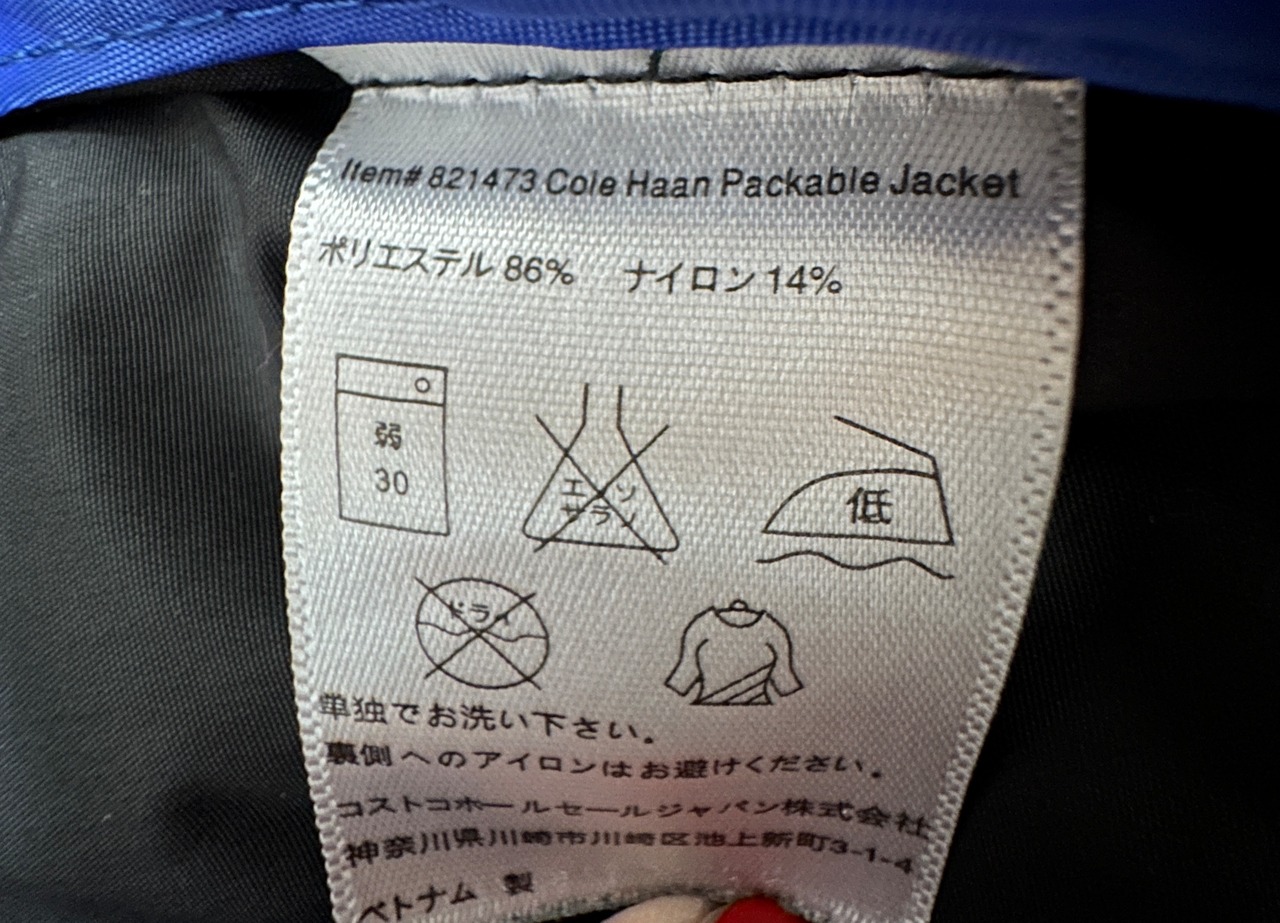 Item# 821473 Cole Haan Packable Jacket
ポリエステル 86% ナイロン 14%
弱
30
エンソ
サラシ
低
ドライ
単独でお洗い下さい。
裏側へのアイロンはお避けください。
コストコホールセールジャパン株式会社
神奈川県川崎市川崎区池上新町3-1-4
ベトナム 製